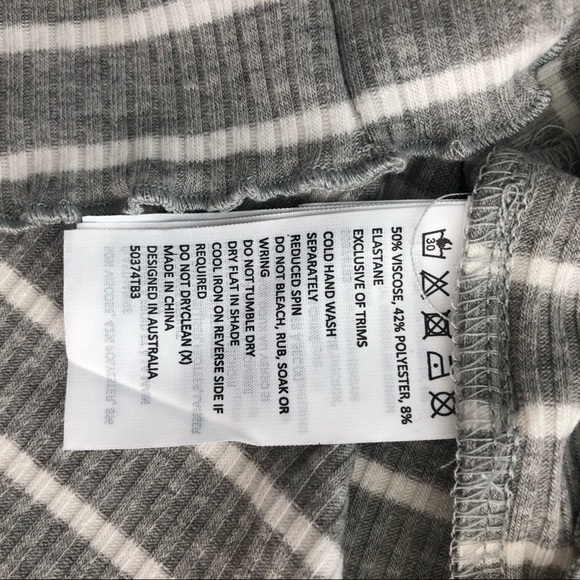 30
50% VISCOSE, 42% POLYESTER, 8%
ELASTANE
EXCLUSIVE OF TRIMS
COLD HAND WASH
SEPARATELY
REDUCED SPIN
DO NOT BLEACH, RUB, SOAK OR
WRING
DO NOT TUMBLE DRY
DRY FLAT IN SHADE
COOL IRON ON REVERSE SIDE IF
REQUIRED
DO NOT DRYCLEAN (X)
MADE IN CHINA
DESIGNED IN AUSTRALIA
50374TB3